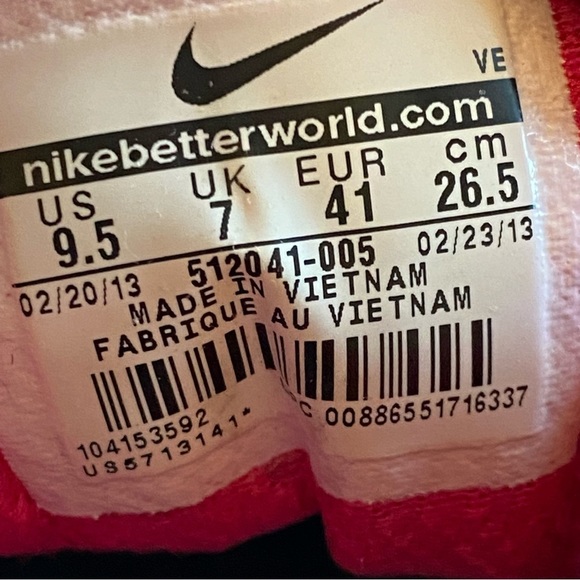 VE
nikebetterworld.com
US UK EUR cm
9.5 7 41 26.5
02/20/13 512041-005 02/23/13
MADE IN VIETNAM
FABRIQUE AU VIETNAM
C 00886551716337
104153592
US5713141*